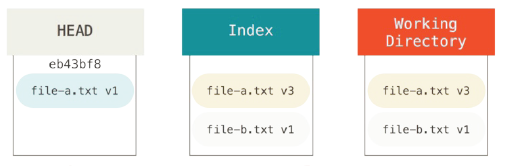 HEAD
eb43bf8
file-a.txt v1
Index
file-a.txt v3
file-b.txt v1
Working
Directory
file-a.txt v3
file-b.txt v1